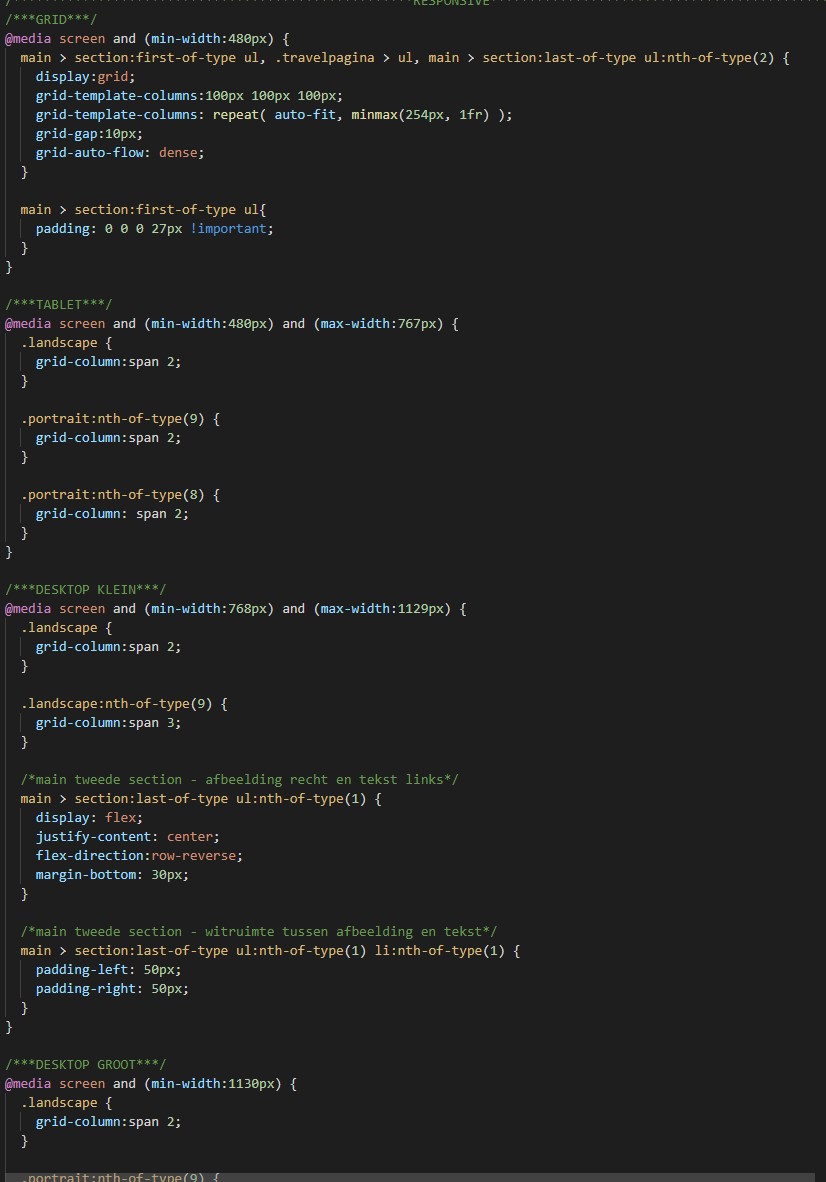 RESPONSIVE
/***GRID***/
@media screen and (min-width:480px) {
main > section:first-of-type ul, .travelpagina > ul, main > section:last-of-type ul:nth-of-type(2) {
display:grid;
grid-template-columns:100px 100px 100px;
grid-template-columns: repeat( auto-fit, minmax(254px, 1fr) );
grid-gap:10px;
grid-auto-flow: dense;
}
main > section:first-of-type ul{
padding: 0 0 0 27px !important;
}
}
/***TABLET***/
@media screen and (min-width:480px) and (max-width:767px) {
.landscape {
grid-column:span 2;
}
.portrait:nth-of-type(9) {
grid-column:span 2;
}
.portrait:nth-of-type(8) {
grid-column: span 2;
}
}
/***DESKTOP KLEIN***/
@media screen and (min-width:768px) and (max-width:1129px) {
.landscape {
grid-column:span 2;
}
.landscape:nth-of-type(9) {
grid-column:span 3;
}
/*main tweede section - afbeelding recht en tekst links*/
main > section:last-of-type ul:nth-of-type(1) {
display: flex;
justify-content: center;
flex-direction:row-reverse;
margin-bottom: 30px;
}
/*main tweede section - witruimte tussen afbeelding en tekst*/
main > section:last-of-type ul:nth-of-type(1) li:nth-of-type(1) {
padding-left: 50px;
padding-right: 50px;
}
}
/***DESKTOP GROOT***/
@media screen and (min-width:1130px) {
.landscape {
grid-column:span 2;
}
.portrait:nth-of-type(9) {